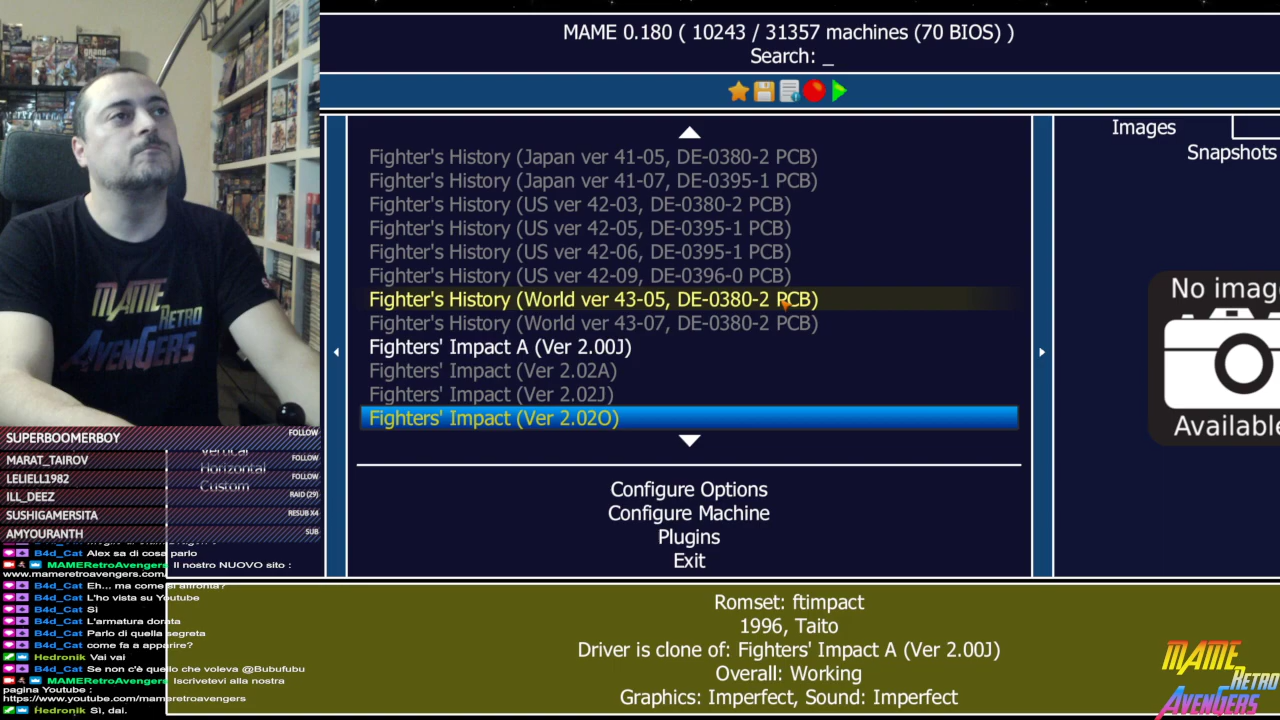 MAME 0.180 ( 10243 / 31357 machines (70 BIOS) )
Search: _
Images
Snapshots
Fighter's History (Japan ver 41-05, DE-0380-2 PCB)
Fighter's History (Japan ver 41-07, DE-0395-1 PCB)
Fighter's History (US ver 42-03, DE-0380-2 PCB)
Fighter's History (US ver 42-05, DE-0395-1 PCB)
Fighter's History (US ver 42-06, DE-0395-1 PCB)
Fighter's History (US ver 42-09, DE-0396-0 PCB)
Fighter's History (World ver 43-05, DE-0380-2 PCB)
Fighter's History (World ver 43-07, DE-0380-2 PCB)
Fighters' Impact A (Ver 2.00J)
Fighters' Impact (Ver 2.02A)
Fighters' Impact (Ver 2.02J)
Fighters' Impact (Ver 2.02O)
No imag
Available
Configure Options
Configure Machine
Plugins
Exit
Romset: ftimpact
1996, Taito
Driver is clone of: Fighters' Impact A (Ver 2.00J)
Overall: Working
Graphics: Imperfect, Sound: Imperfect
MAME
RETRO
AVENGERS
MAME
RETRO
AVENGERS
SUPERBOOMERBOY FOLLOW
MARAT_TAIROV FOLLOW
LELIELL1982 FOLLOW
ILL_DEEZ RAID (29)
SUSHIGAMERSITA RESUB X4
AMYOURANTH SUB
Vertical
Horizontal
Custom
B4d_Cat Alex sa di cosa parlo
MAMERetroAvengers Il nostro NUOVO sito :
www.mameretroavengers.com/
B4d_Cat Eh... ma come si affronta?
B4d_Cat L'ho vista su Youtube
B4d_Cat Sì
B4d_Cat L'armatura dorata
B4d_Cat Parlo di quella segreta
B4d_Cat come fa a apparire?
Hedronik Vai vai
B4d_Cat Se non c'è quello che voleva @Bubufubu
MAMERetroAvengers Iscrivetevi alla nostra
pagina Youtube :
https://www.youtube.com/mameretroavengers
Hedronik Sì, dai.